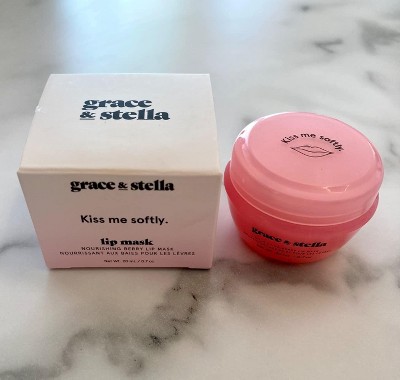 grace
& stella
grace & stella
Kiss me softly.
lip mask
NOURISHING BERRY LIP MASK
NOURRISSANT AUX BAIES POUR LES LÈVRES
Kiss me softly.
grace & stella